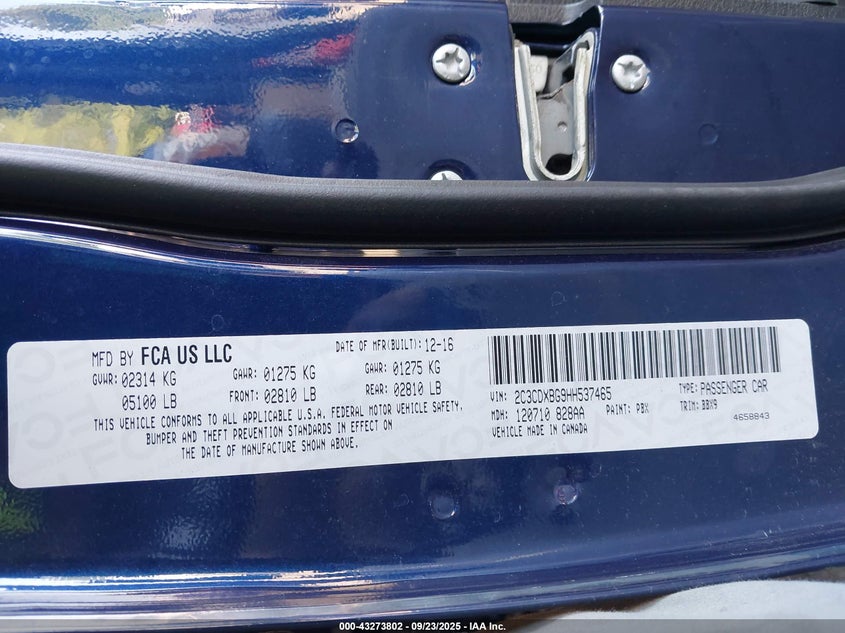 MFD BY FCA US LLC
DATE OF MFR(BUILT): 12-16
GVWR: 02314 KG
GAWR: 01275 KG
GAWR: 01275 KG
05100 LB
FRONT: 02810 LB
REAR: 02810 LB
THIS VEHICLE CONFORMS TO ALL APPLICABLE U.S.A. FEDERAL MOTOR VEHICLE SAFETY,
BUMPER AND THEFT PREVENTION STANDARDS IN EFFECT ON
THE DATE OF MANUFACTURE SHOWN ABOVE.
VIN: 2C3CDXBG9HH537465
TYPE: PASSENGER CAR
MDH: 120710 828AA
PAINT: PBX
TRIM: BBX9
VEHICLE MADE IN CANADA
4658843
000-43273802 - 09/23/2025 - IAA Inc.